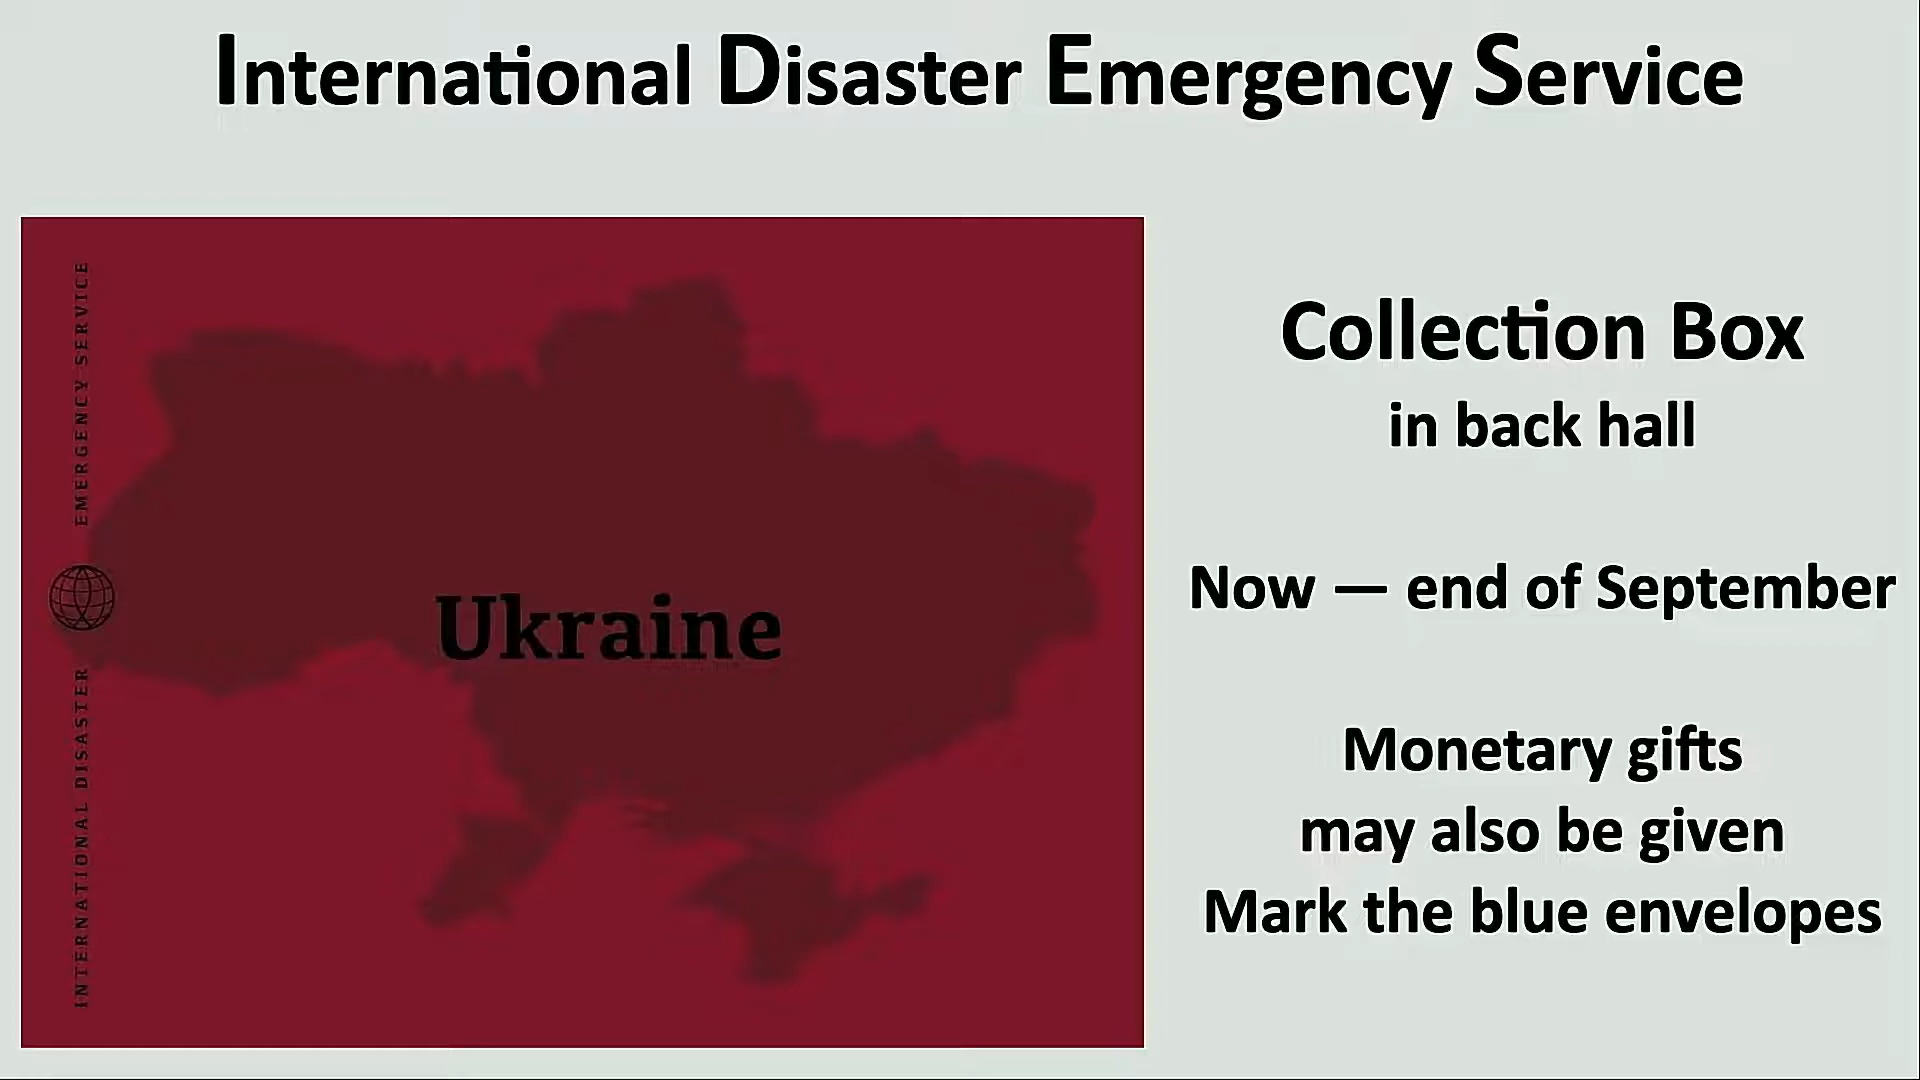 International Disaster Emergency Service
INTERNATIONAL DISASTER EMERGENCY SERVICE
Ukraine
Collection Box
in back hall
Now — end of September
Monetary gifts
may also be given
Mark the blue envelopes